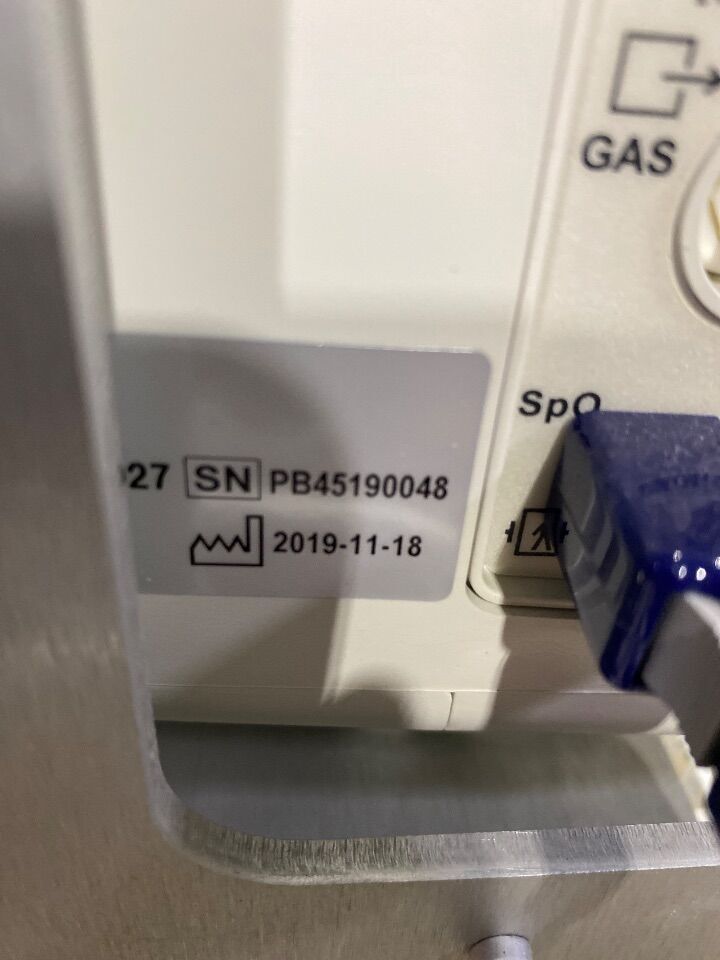 GAS
SpO
27 SN PB45190048
2019-11-18